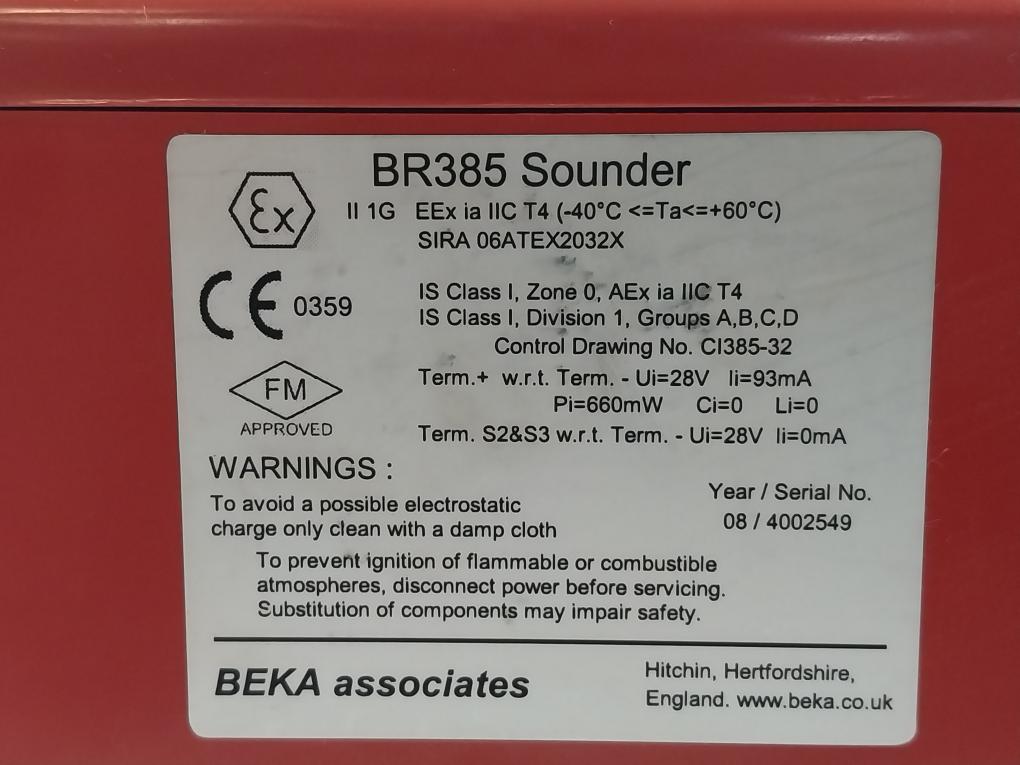 BR385 Sounder
Ex
II 1G EEx ia IIC T4 (-40°C <=Ta<=+60°C)
SIRA 06ATEX2032X
CE 0359
IS Class I, Zone 0, AEx ia IIC T4
IS Class I, Division 1, Groups A,B,C,D
Control Drawing No. CI385-32
FM
APPROVED
Term.+ w.r.t. Term. - Ui=28V Ii=93mA
Pi=660mW Ci=0 Li=0
Term. S2&S3 w.r.t. Term. - Ui=28V Ii=0mA
WARNINGS :
To avoid a possible electrostatic
charge only clean with a damp cloth
Year / Serial No.
08 / 4002549
To prevent ignition of flammable or combustible
atmospheres, disconnect power before servicing.
Substitution of components may impair safety.
BEKA associates
Hitchin, Hertfordshire,
England. www.beka.co.uk